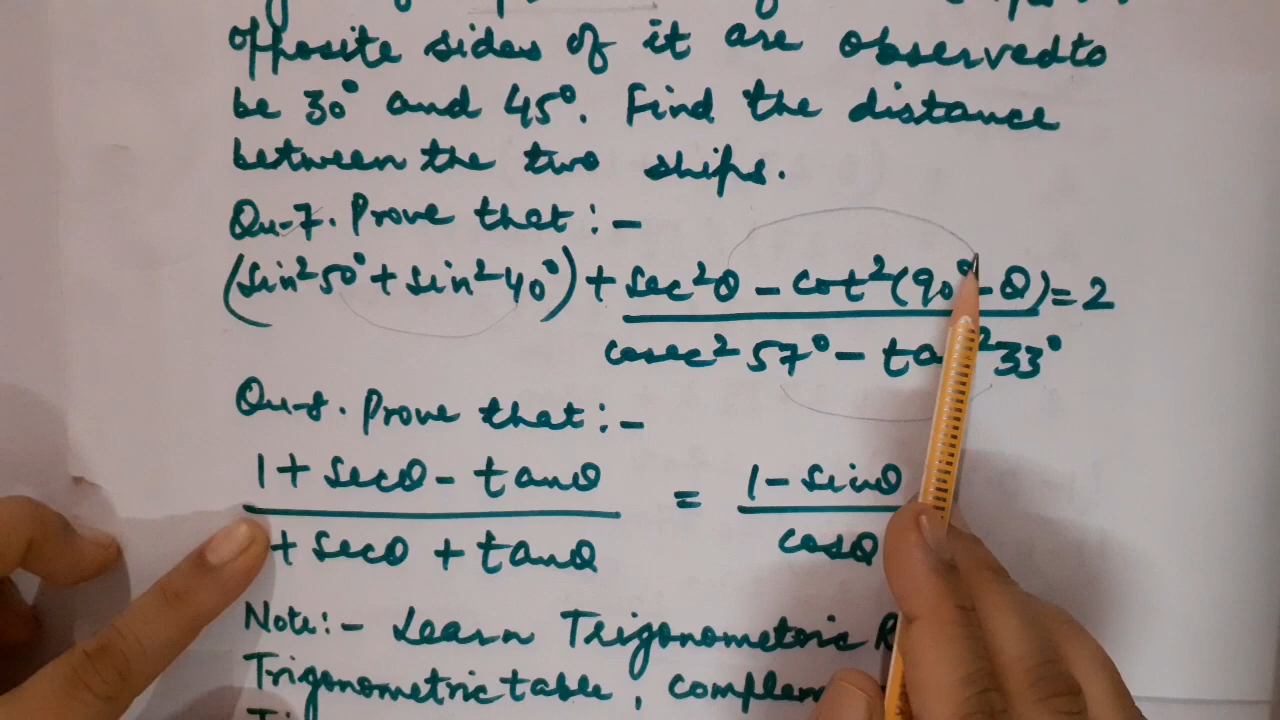 opposite sides of it are observed to
be 30° and 45°. Find the distance
between the two ships.
Qu-7. Prove that :-
(sin²50° + sin²40°) + sec²θ - cot²(90° - θ) = 2
cosec²57° - tan²33°
Qu-8. Prove that :-
1 + secθ - tanθ = 1 - sinθ
+ secθ + tanθ cosθ
Note:- Learn Trigonometric
Trigonometric table,